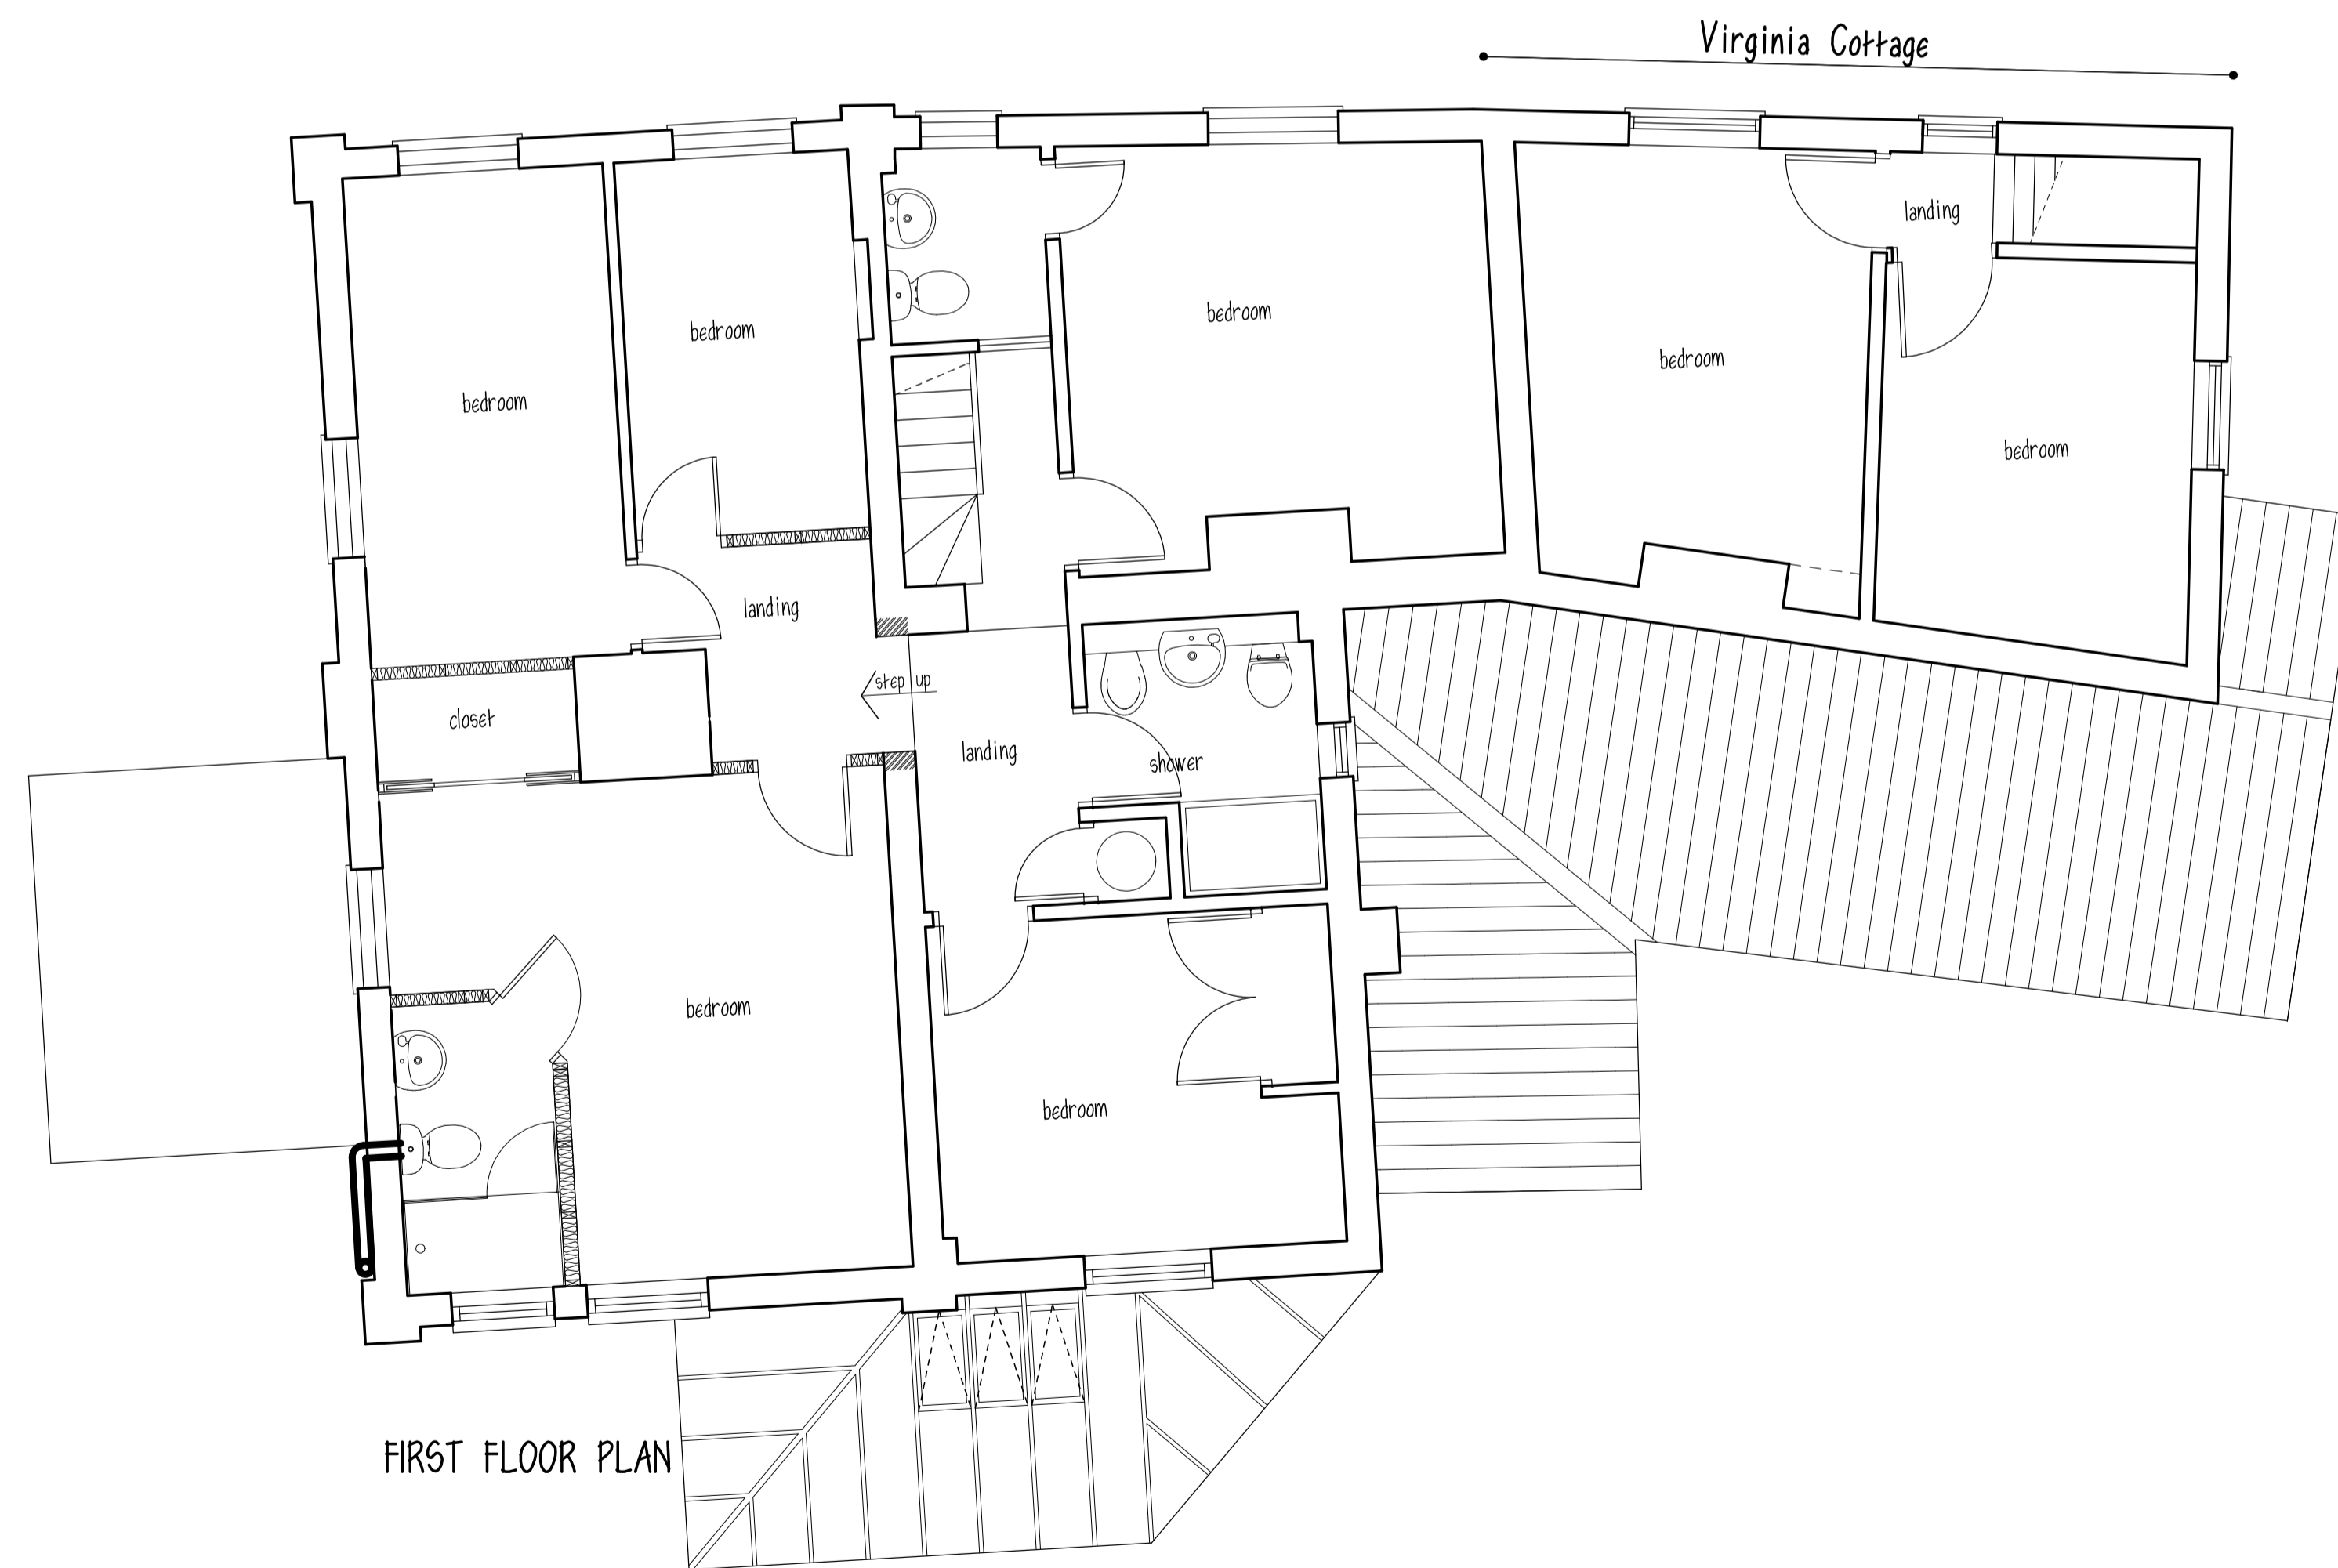 Virginia Cottage
landing
bedroom
bedroom
bedroom
bedroom
bedroom
landing
step up
closet
landing
shower
bedroom
bedroom
FIRST FLOOR PLAN